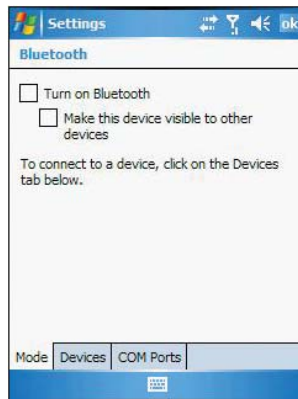 Settings
ok
Bluetooth
Turn on Bluetooth
Make this device visible to other
devices
To connect to a device, click on the Devices
tab below.
Mode Devices COM Ports